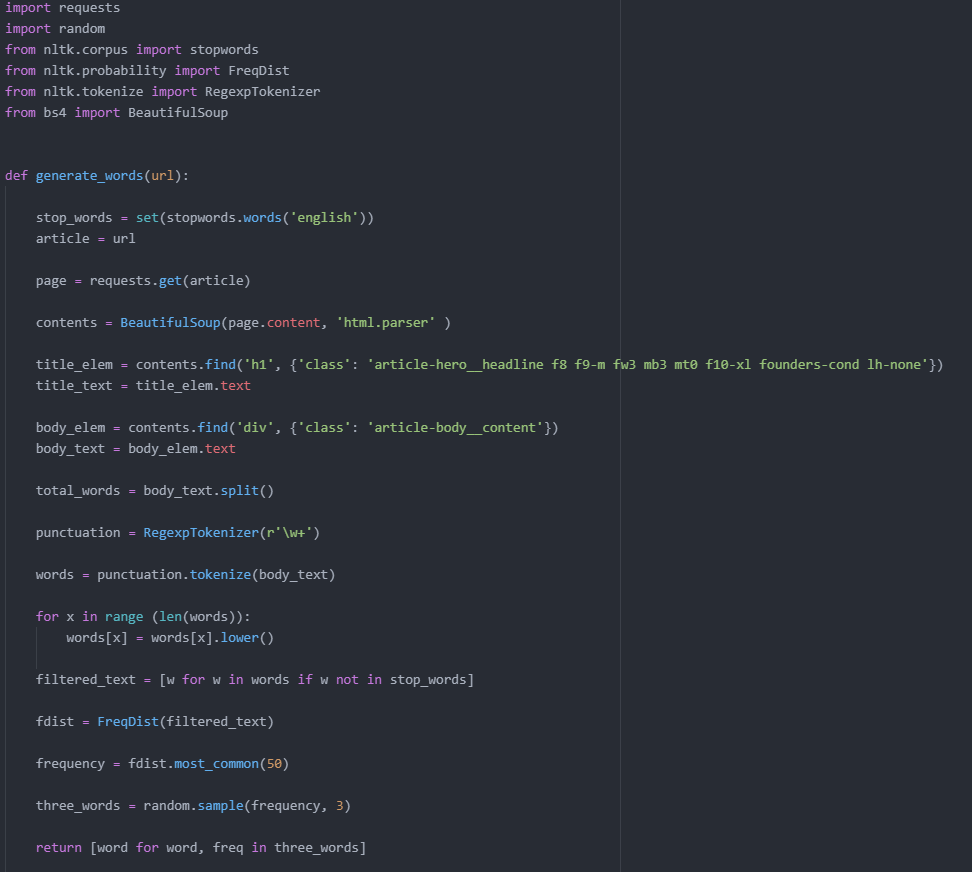 import requests
import random
from nltk.corpus import stopwords
from nltk.probability import FreqDist
from nltk.tokenize import RegexpTokenizer
from bs4 import BeautifulSoup
def generate_words(url):
    stop_words = set(stopwords.words('english'))
    article = url
    page = requests.get(article)
    contents = BeautifulSoup(page.content, 'html.parser' )
    title_elem = contents.find('h1', {'class': 'article-hero__headline f8 f9-m fw3 mb3 mt0 f10-xl founders-cond lh-none'})
    title_text = title_elem.text
    body_elem = contents.find('div', {'class': 'article-body__content'})
    body_text = body_elem.text
    total_words = body_text.split()
    punctuation = RegexpTokenizer(r'\w+')
    words = punctuation.tokenize(body_text)
    for x in range (len(words)):
        words[x] = words[x].lower()
    filtered_text = [w for w in words if w not in stop_words]
    fdist = FreqDist(filtered_text)
    frequency = fdist.most_common(50)
    three_words = random.sample(frequency, 3)
    return [word for word, freq in three_words]